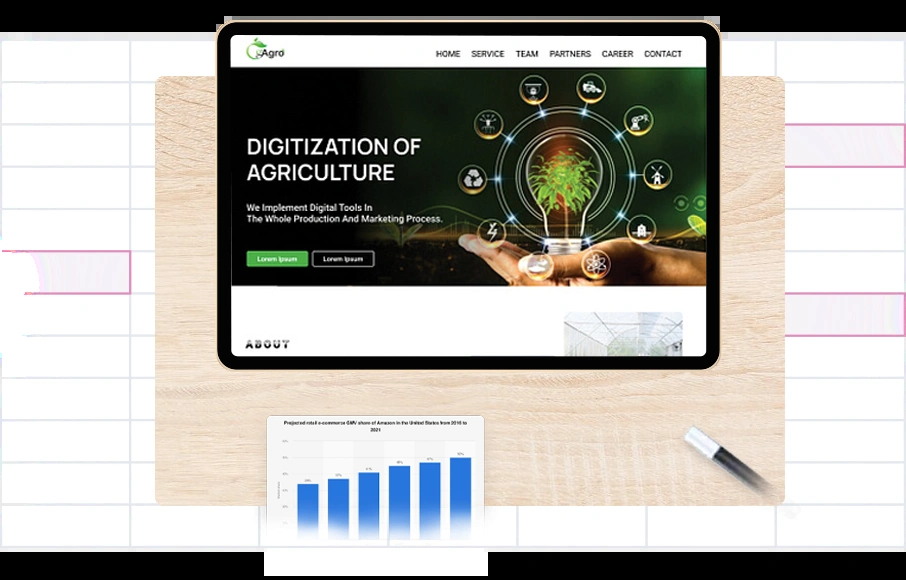 Agro
HOME SERVICE TEAM PARTNERS CAREER CONTACT
DIGITIZATION OF
AGRICULTURE
We Implement Digital Tools In
The Whole Production And Marketing Process.
Lorem Ipsum Lorem Ipsum
ABOUT
Projected retail e-commerce GMV share of Amazon in the United States from 2016 to
2021